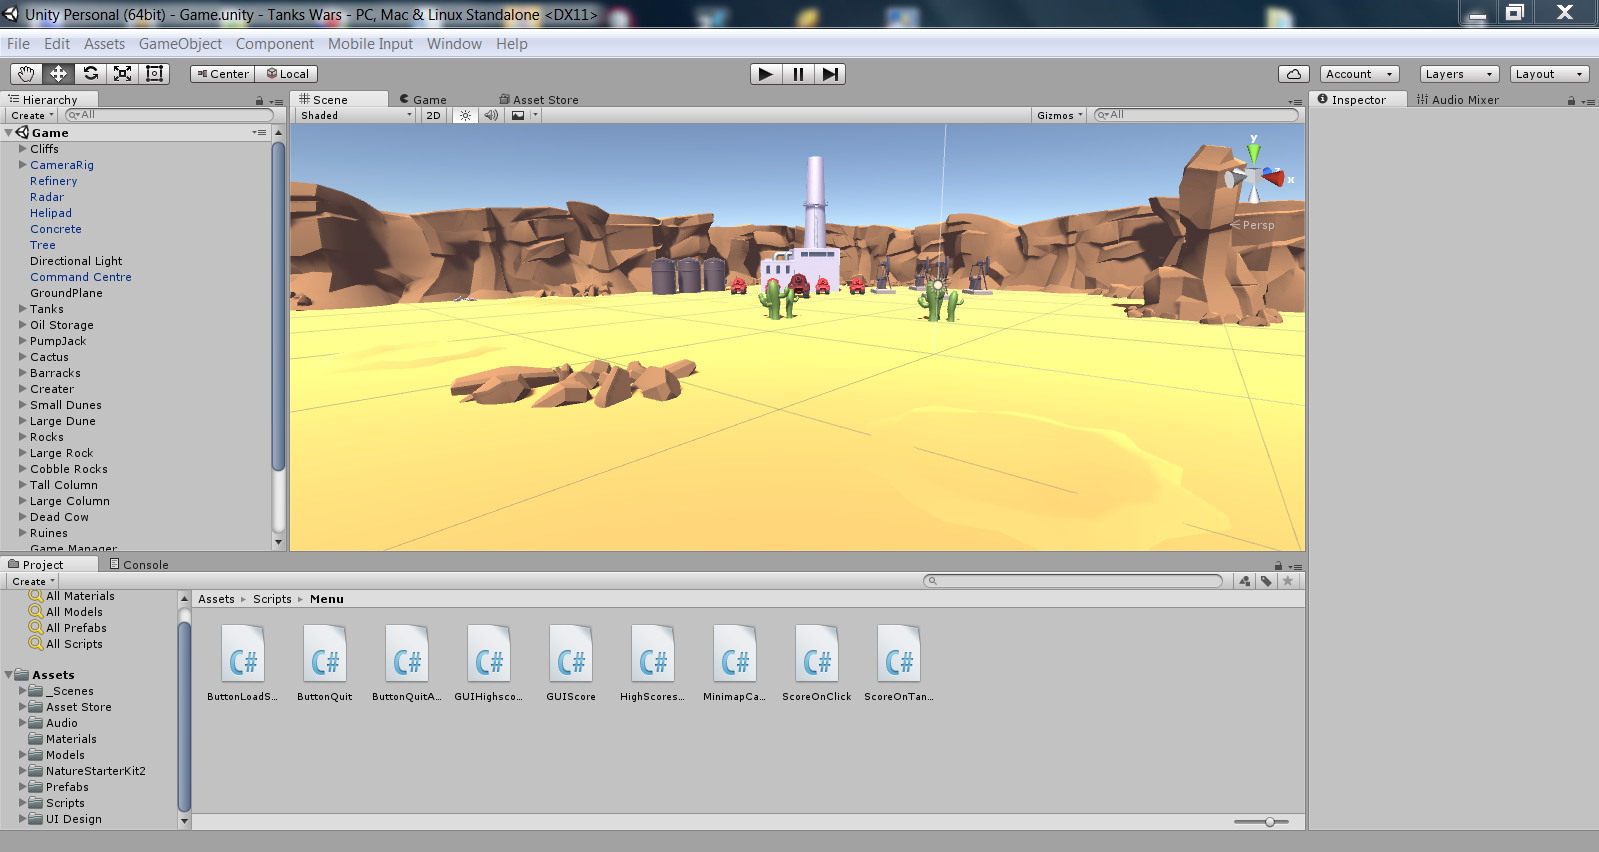 Unity Personal (64bit) - Game.unity - Tanks Wars - PC, Mac & Linux Standalone <DX11>
File Edit Assets GameObject Component Mobile Input Window Help
Center Local Account Layers Layout
Hierarchy Scene Game Asset Store Inspector Audio Mixer
Create All Shaded 2D Gizmos All
Game
Cliffs
CameraRig
Refinery
Radar
Helipad
Concrete
Tree
Directional Light
Command Centre
GroundPlane
Tanks
Oil Storage
PumpJack
Cactus
Barracks
Creater
Small Dunes
Large Dune
Rocks
Large Rock
Cobble Rocks
Tall Column
Large Column
Dead Cow
Ruines
Game Manager
y
x
Persp
Project Console
Create
All Materials
All Models
All Prefabs
All Scripts
Assets
_Scenes
Asset Store
Audio
Materials
Models
NatureStarterKit2
Prefabs
Scripts
UI Design
Assets Scripts Menu
C# C# C# C# C# C# C# C# C#
ButtonLoadS... ButtonQuit ButtonQuitA... GUIHighsco... GUIScore HighScores... MinimapCa... ScoreOnClick ScoreOnTan...